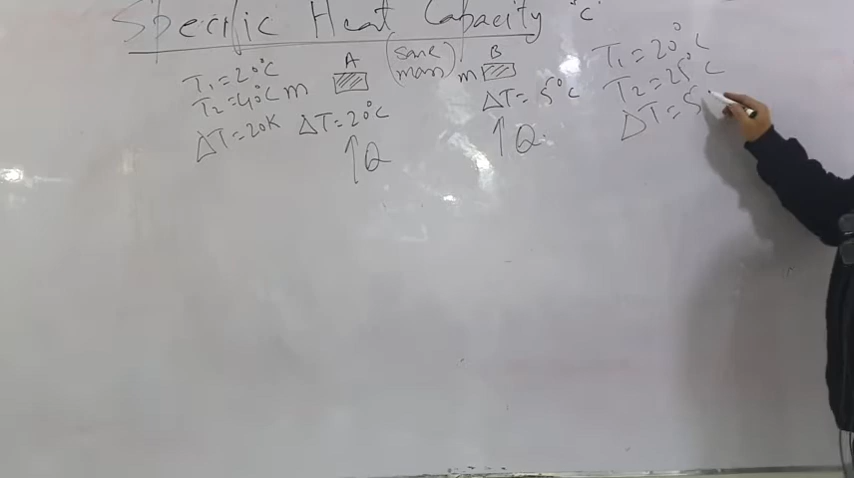 Specific Heat Capacity "c"
T₁ = 20°C
T₂ = 40°C
ΔT = 20K
m
A
ΔT = 20°C
↑Q
(same mass)
B
m
ΔT = 5°C
↑Q
T₁ = 20°C
T₂ = 25°C
ΔT = 5°